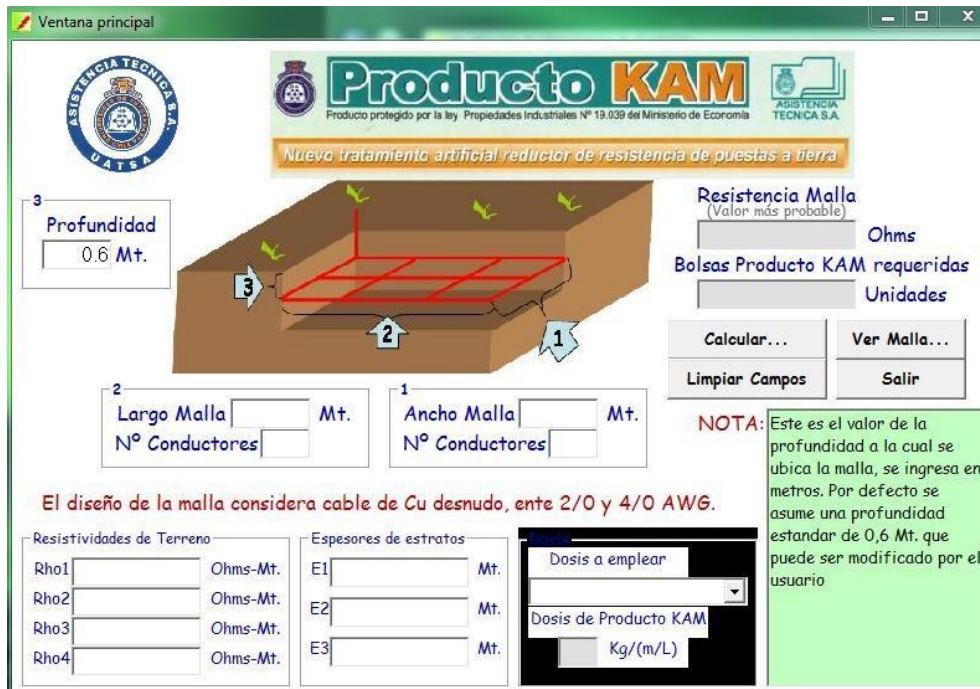 Ventana principal
ASISTENCIA TECNICA S.A.
UATSA
Producto KAM
Producto protegido por la ley Propiedades Industriales Nº 19.039 del Ministerio de Economía
ASISTENCIA
TECNICA S.A.
Nuevo tratamiento artificial reductor de resistencia de puestas a tierra
3
Profundidad
0.6 Mt.
3
2
1
Resistencia Malla
(Valor más probable)
Ohms
Bolsas Producto KAM requeridas
Unidades
Calcular...
Ver Malla...
Limpiar Campos
Salir
2
Largo Malla Mt.
Nº Conductores
1
Ancho Malla Mt.
Nº Conductores
NOTA:
Este es el valor de la
profundidad a la cual se
ubica la malla, se ingresa en
metros. Por defecto se
asume una profundidad
estandar de 0,6 Mt. que
puede ser modificado por el
usuario
El diseño de la malla considera cable de Cu desnudo, ente 2/0 y 4/0 AWG.
Resistividades de Terreno
Rho1 Ohms-Mt.
Rho2 Ohms-Mt.
Rho3 Ohms-Mt.
Rho4 Ohms-Mt.
Espesores de estratos
E1 Mt.
E2 Mt.
E3 Mt.
Dosis
Dosis a emplear
Dosis de Producto KAM
Kg/(m/L)